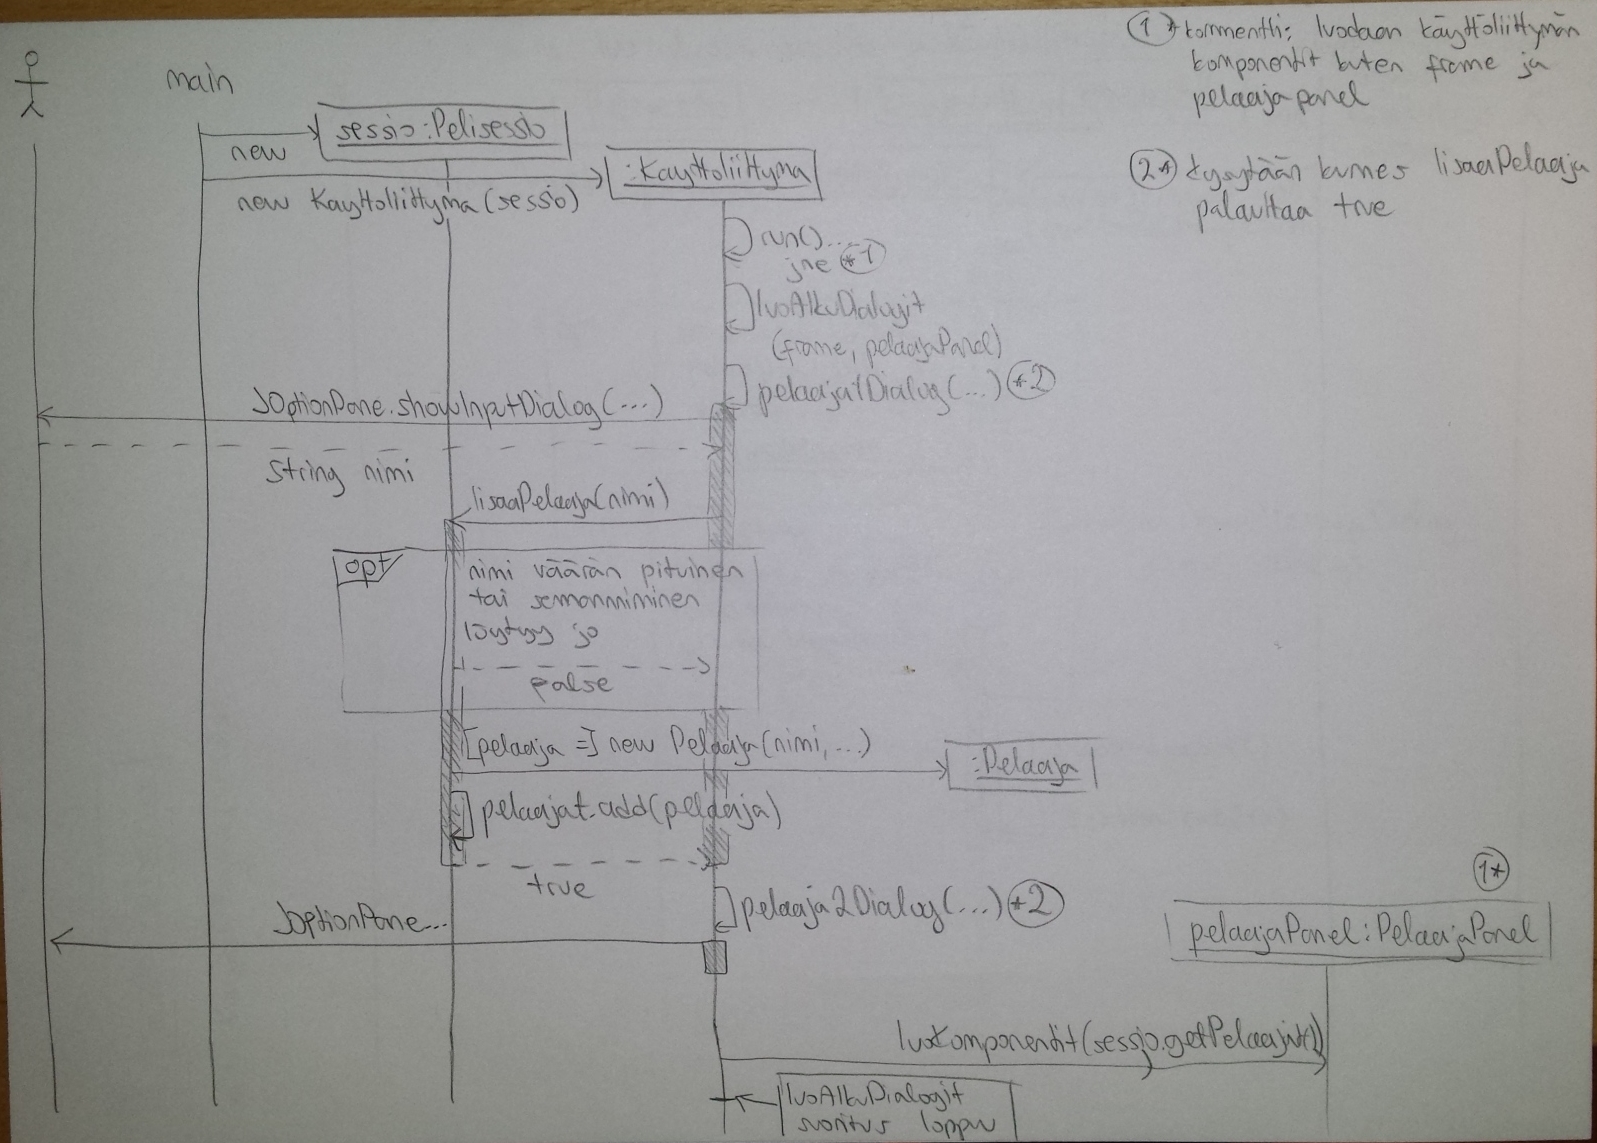 1* kommentti: luodaan käyttöliittymän
komponentit kuten frame ja
pelaajapanel
2* kysytään kunnes lisaaPelaaja
palauttaa true
main
sessio:Pelisessio
new
:Kayttoliittyma
new Kayttoliittyma(sessio)
run()...
jne *1
luoAlkuDialogit
(frame, pelaajaPanel)
pelaaja1Dialog(...) *2
JOptionPane.showInputDialog(...)
String nimi
lisaaPelaaja(nimi)
opt
nimi väärän pituinen
tai samanniminen
löytyy jo
false
[pelaaja =] new Pelaaja(nimi, ...)
:Pelaaja
pelaajat.add(pelaaja)
true
1*
pelaaja2Dialog(...) *2
JOptionPane...
pelaajaPanel:PelaajaPanel
luoKomponentit(sessio.getPelaajat())
luoAlkuDialogit
suoritus loppuu